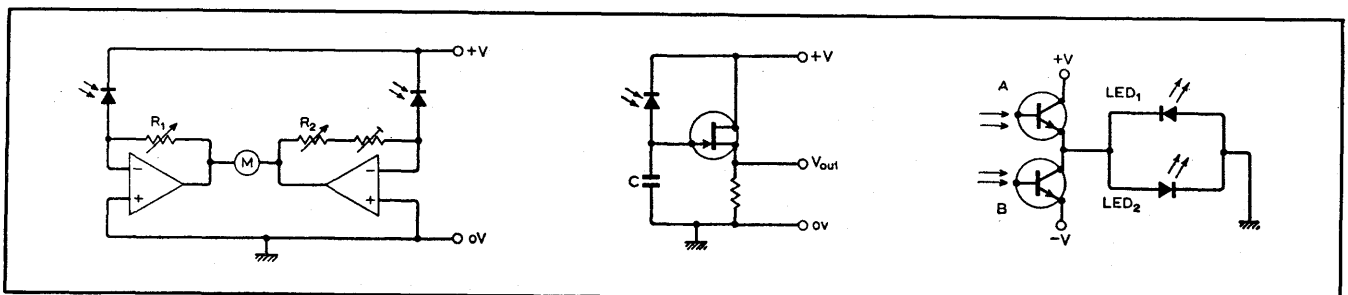 +V
R1
R2
M
−
+
−
+
0V
+V
C
Vout
0V
+V
A
LED1
B
LED2
−V